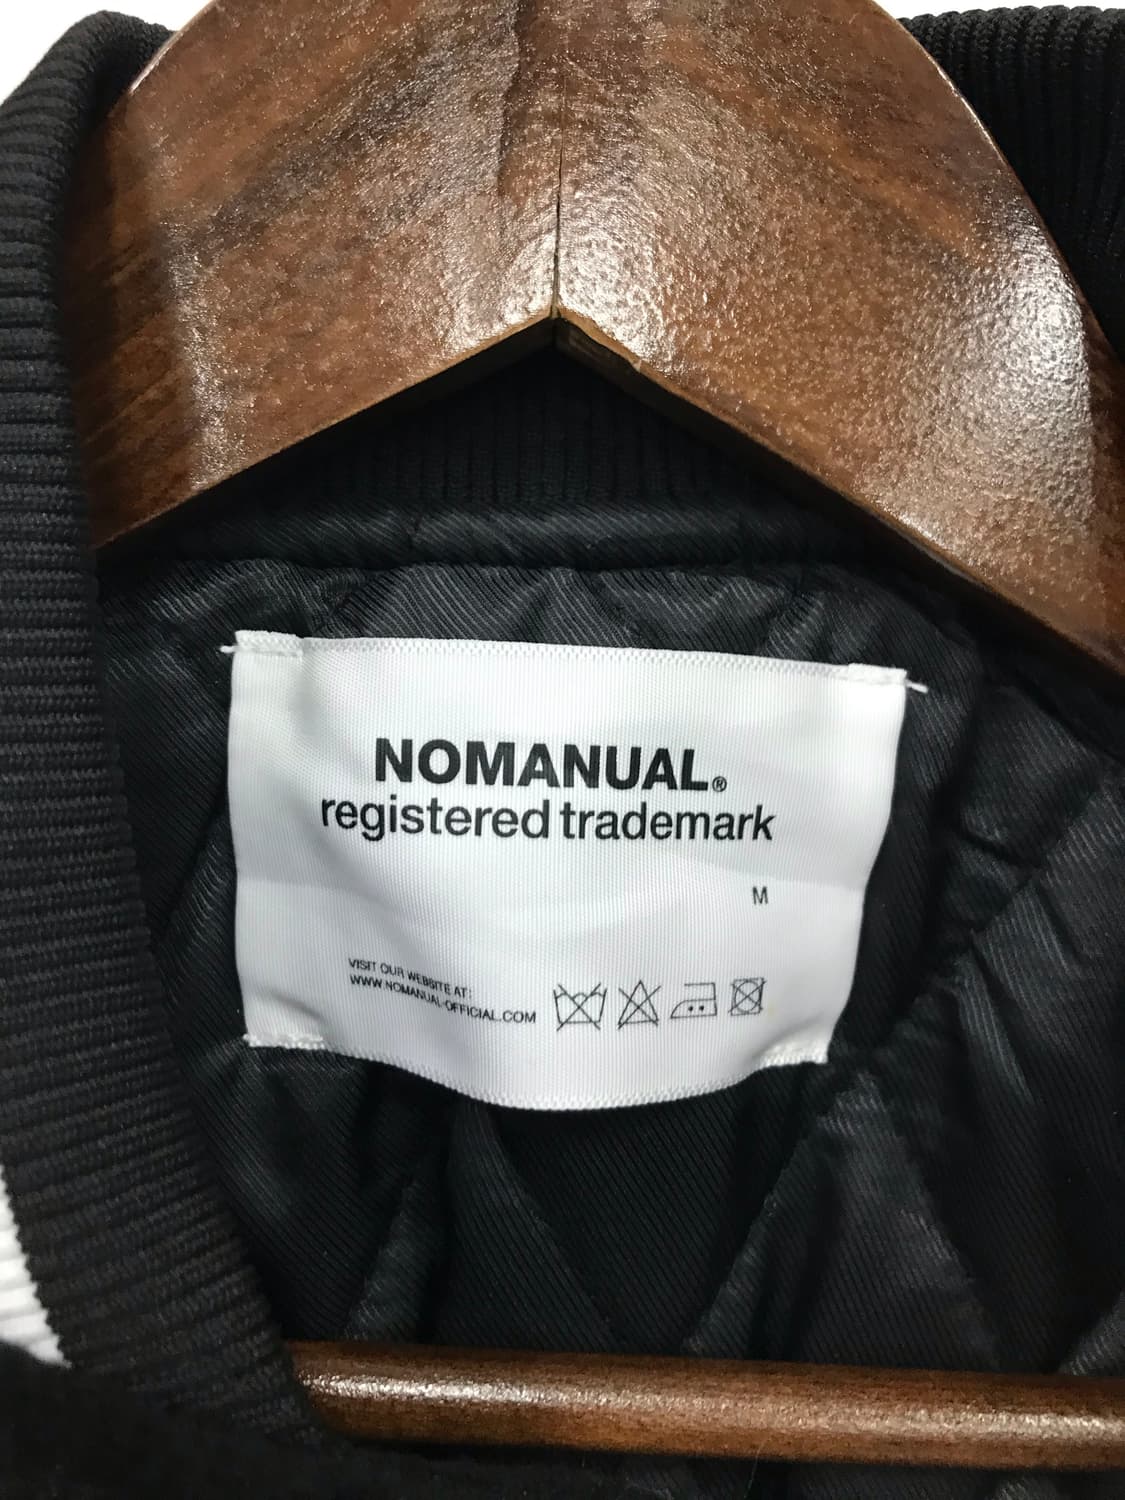 NOMANUAL®
registered trademark
M
VISIT OUR WEBSITE AT:
WWW.NOMANUAL-OFFICIAL.COM